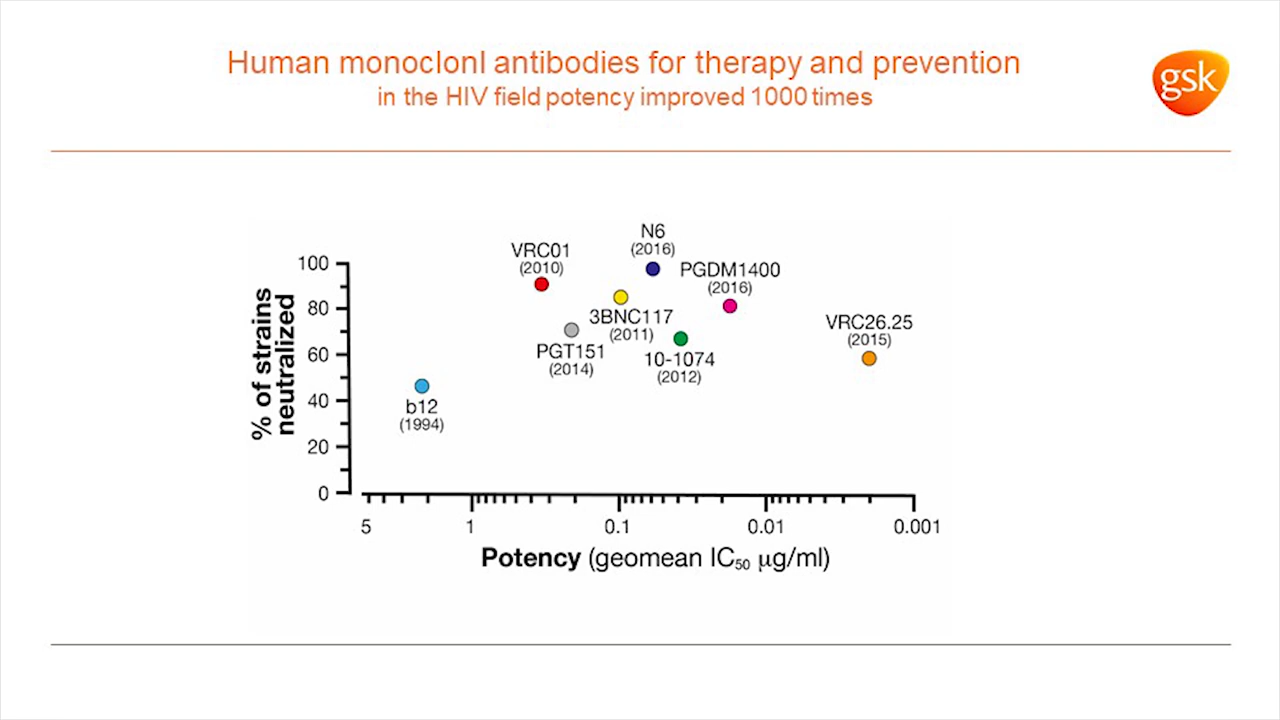 Human monoclonl antibodies for therapy and prevention
in the HIV field potency improved 1000 times
gsk
N6
(2016)
VRC01
(2010)
PGDM1400
(2016)
3BNC117
(2011)
VRC26.25
(2015)
PGT151
(2014)
10-1074
(2012)
b12
(1994)
% of strains
neutralized
100
80
60
40
20
0
5 1 0.1 0.01 0.001
Potency (geomean IC₅₀ µg/ml)